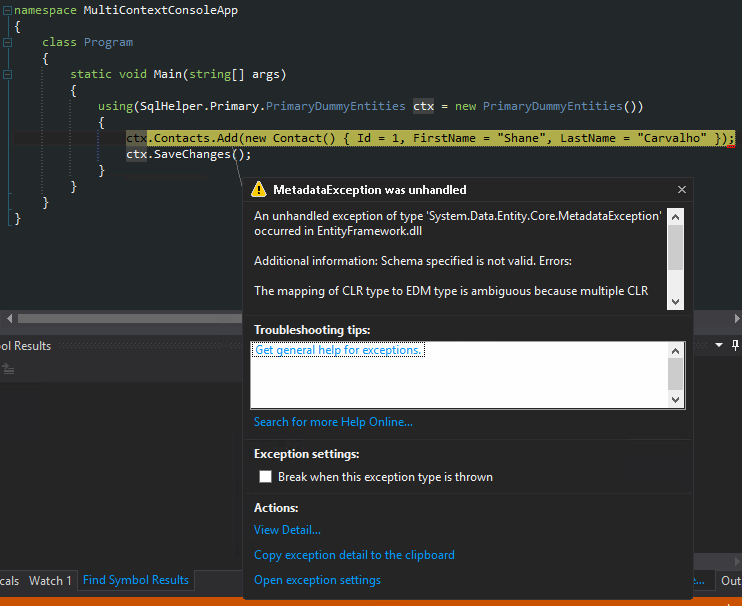 namespace MultiContextConsoleApp
{
class Program
{
static void Main(string[] args)
{
using(SqlHelper.Primary.PrimaryDummyEntities ctx = new PrimaryDummyEntities())
{
ctx.Contacts.Add(new Contact() { Id = 1, FirstName = "Shane", LastName = "Carvalho" });
ctx.SaveChanges();
}
}
}
}
MetadataException was unhandled
An unhandled exception of type 'System.Data.Entity.Core.MetadataException'
occurred in EntityFramework.dll
Additional information: Schema specified is not valid. Errors:
The mapping of CLR type to EDM type is ambiguous because multiple CLR
Troubleshooting tips:
Get general help for exceptions.
Search for more Help Online...
Exception settings:
Break when this exception type is thrown
Actions:
View Detail...
Copy exception detail to the clipboard
Open exception settings
ol Results
cals Watch 1 Find Symbol Results
e... Out